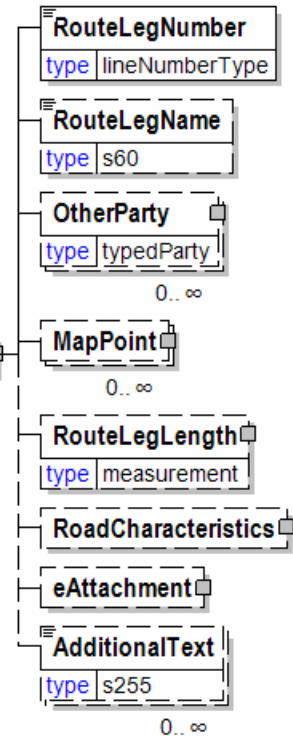 RouteLegNumber
type lineNumberType
RouteLegName
type s60
OtherParty
type typedParty
0.. ∞
MapPoint
0.. ∞
RouteLegLength
type measurement
RoadCharacteristics
eAttachment
AdditionalText
type s255
0.. ∞